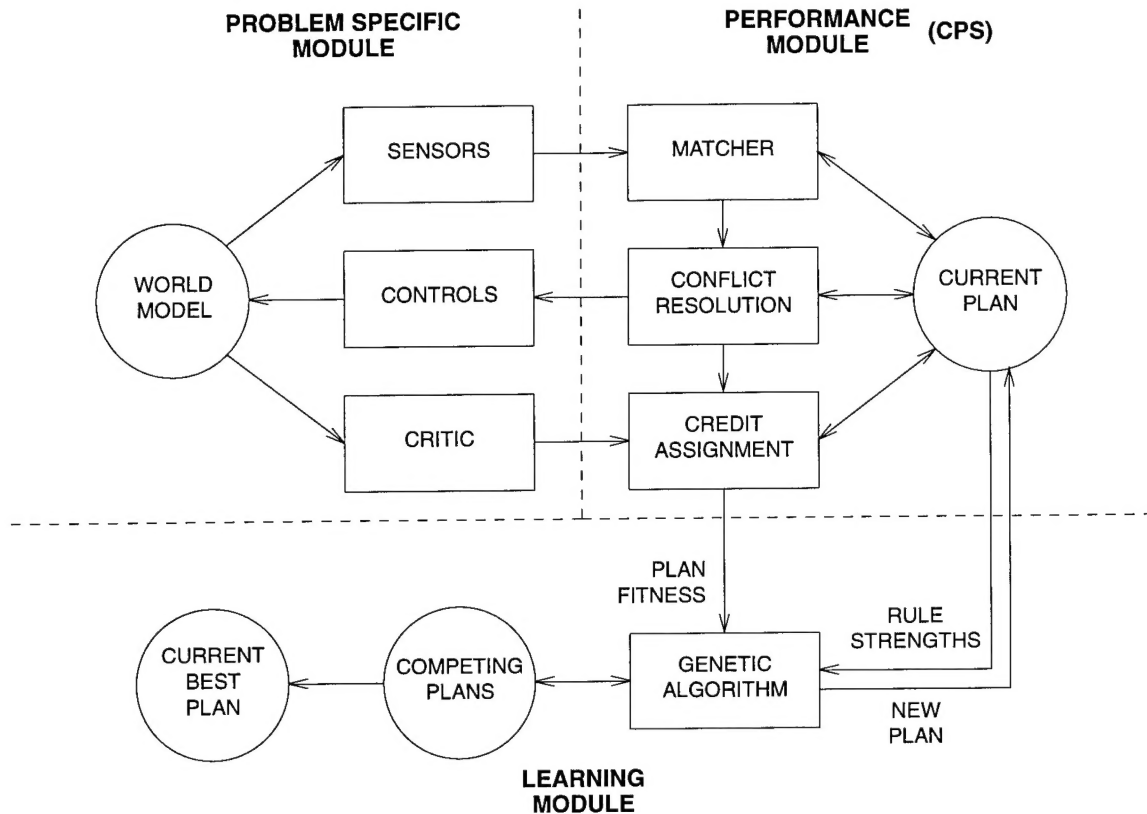 PROBLEM SPECIFIC
MODULE
PERFORMANCE
MODULE (CPS)
SENSORS
MATCHER
WORLD
MODEL
CONTROLS
CONFLICT
RESOLUTION
CURRENT
PLAN
CRITIC
CREDIT
ASSIGNMENT
PLAN
FITNESS
RULE
STRENGTHS
CURRENT
BEST
PLAN
COMPETING
PLANS
GENETIC
ALGORITHM
NEW
PLAN
LEARNING
MODULE